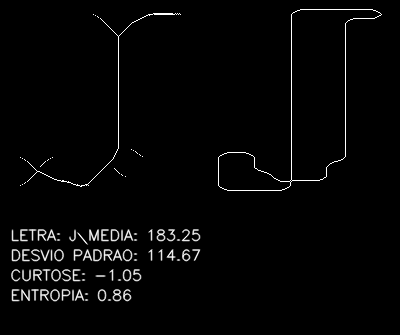 LETRA: J\MEDIA: 183.25
DESVIO PADRAO: 114.67
CURTOSE: -1.05
ENTROPIA: 0.86